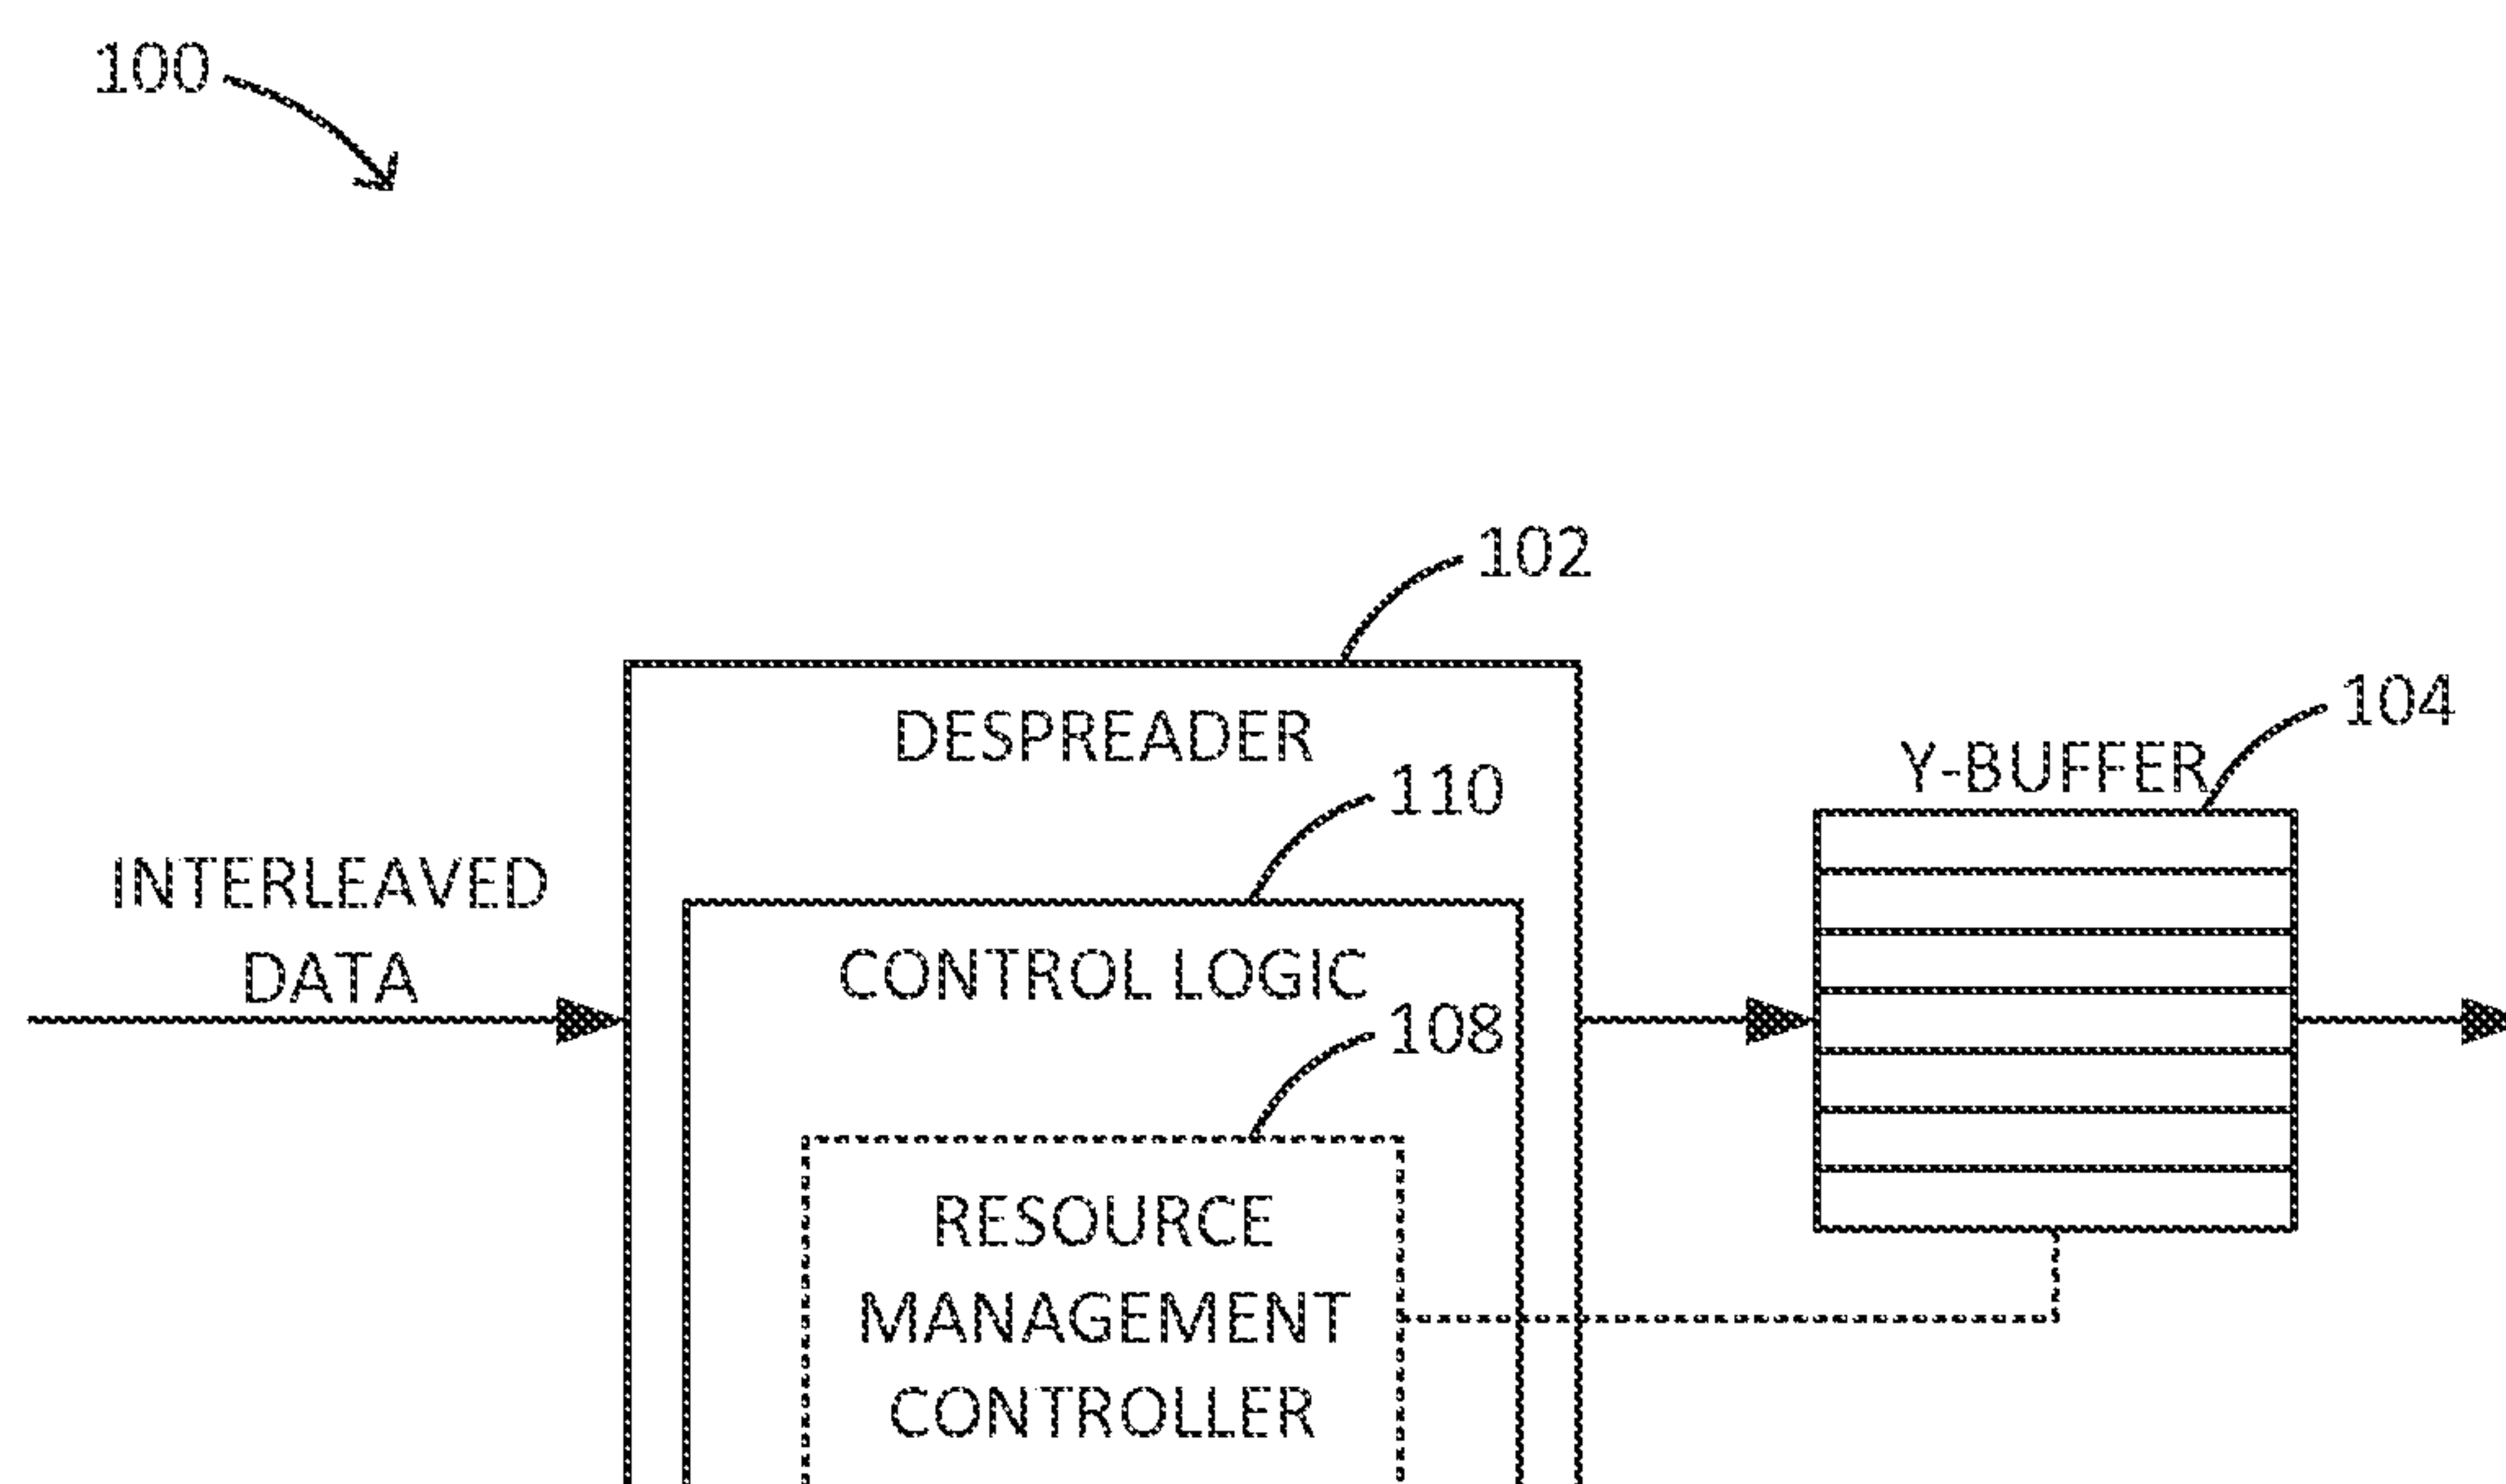 100
102
DESPREADER
104
Y-BUFFER
110
INTERLEAVED
DATA
CONTROL LOGIC
108
RESOURCE
MANAGEMENT
CONTROLLER